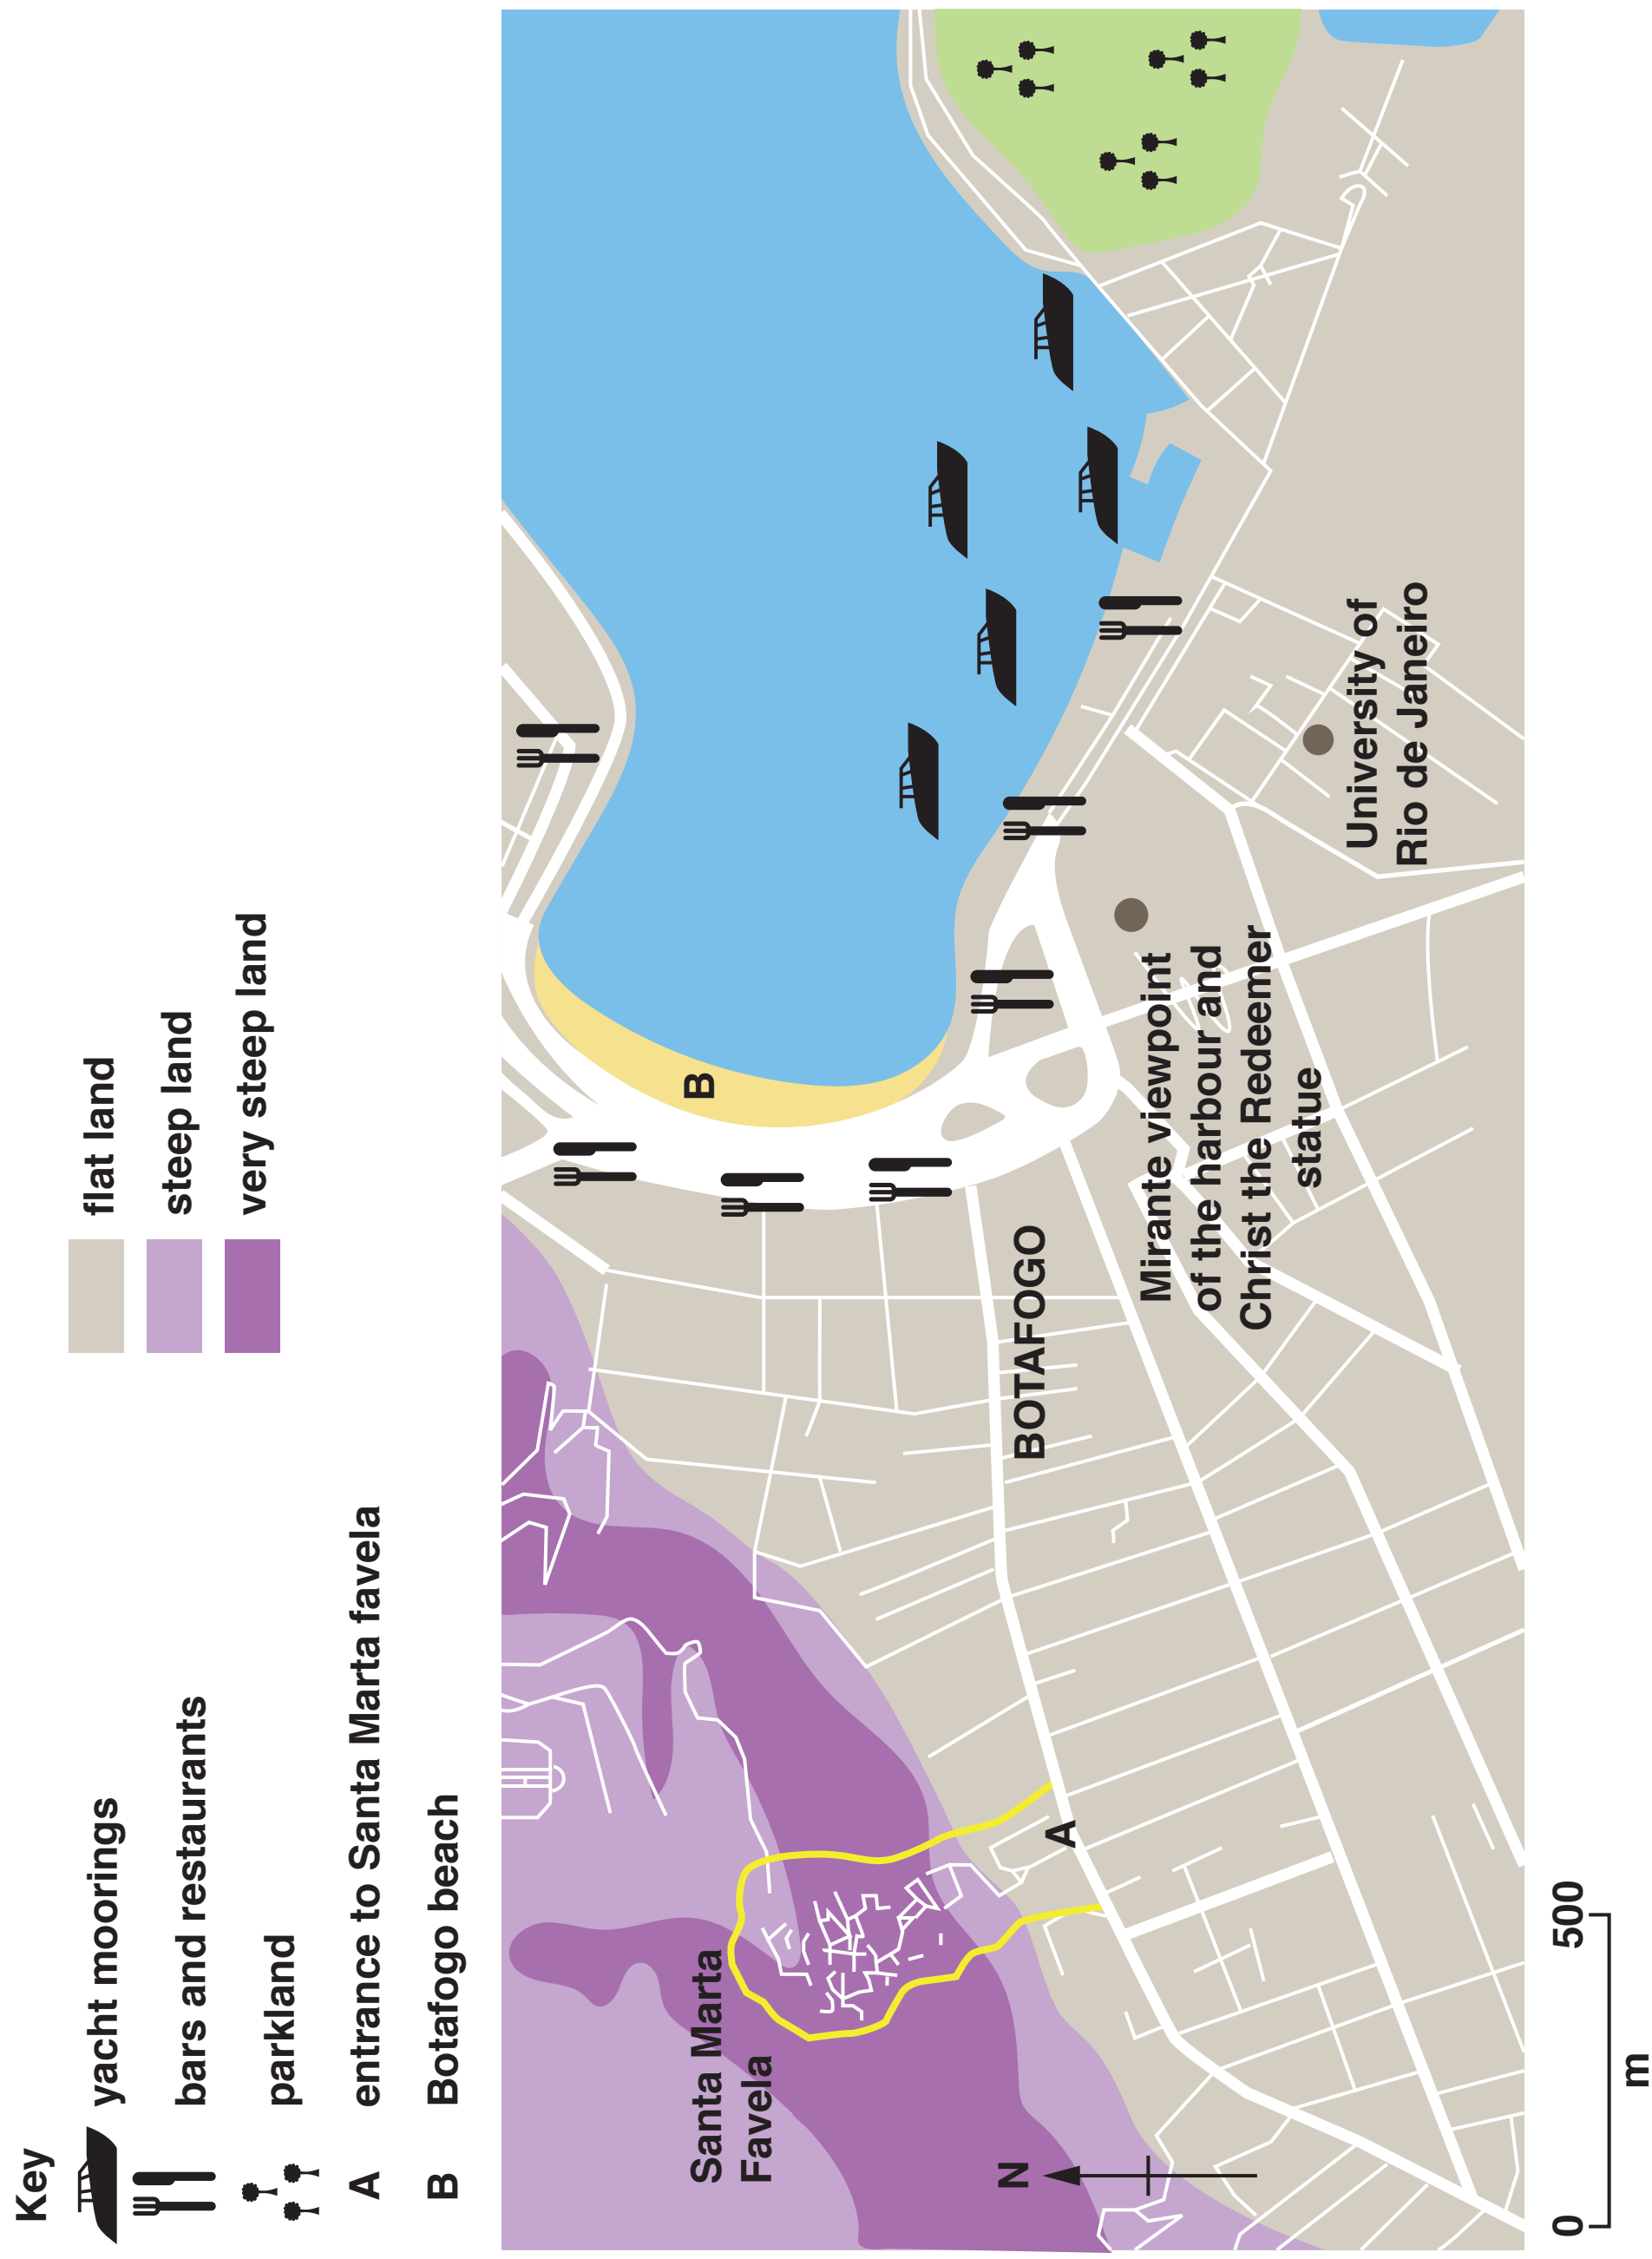 Key
yacht moorings
bars and restaurants
parkland
A entrance to Santa Marta favela
B Botafogo beach
flat land
steep land
very steep land
Santa Marta
Favela
N
A
BOTAFOGO
B
Mirante viewpoint
of the harbour and
Christ the Redeemer
statue
University of
Rio de Janeiro
0 500
m